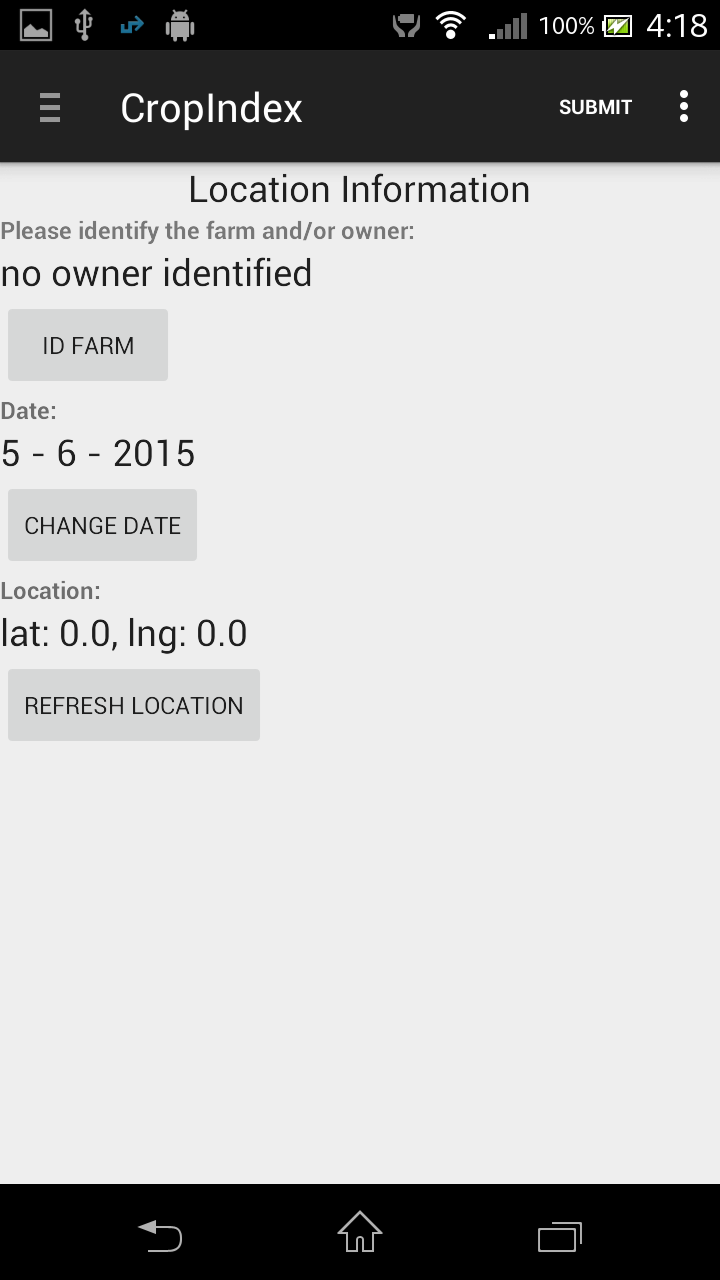 100% 4:18
CropIndex SUBMIT
Location Information
Please identify the farm and/or owner:
no owner identified
ID FARM
Date:
5 - 6 - 2015
CHANGE DATE
Location:
lat: 0.0, lng: 0.0
REFRESH LOCATION